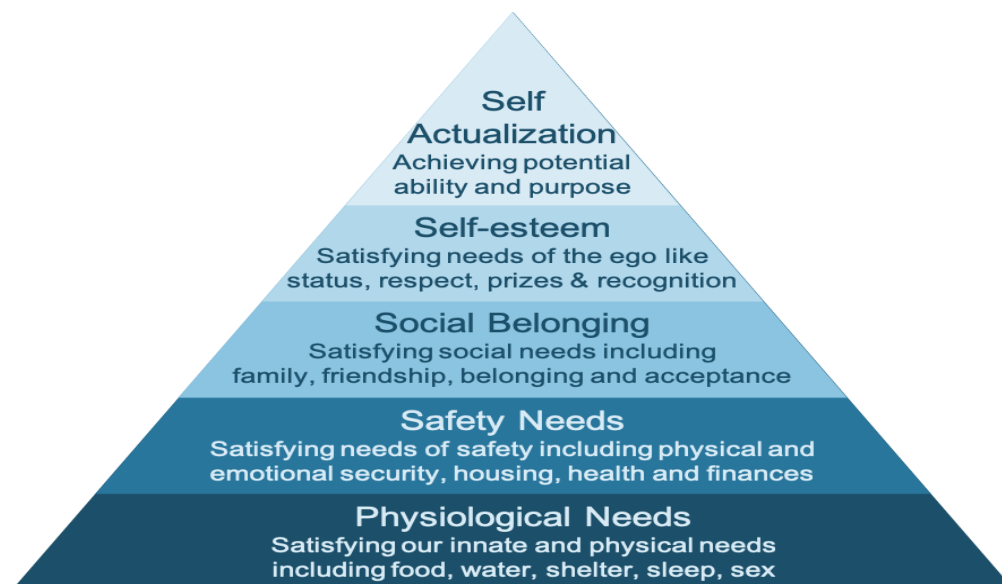 Self
Actualization
Achieving potential
ability and purpose
Self-esteem
Satisfying needs of the ego like
status, respect, prizes & recognition
Social Belonging
Satisfying social needs including
family, friendship, belonging and acceptance
Safety Needs
Satisfying needs of safety including physical and
emotional security, housing, health and finances
Physiological Needs
Satisfying our innate and physical needs
including food, water, shelter, sleep, sex